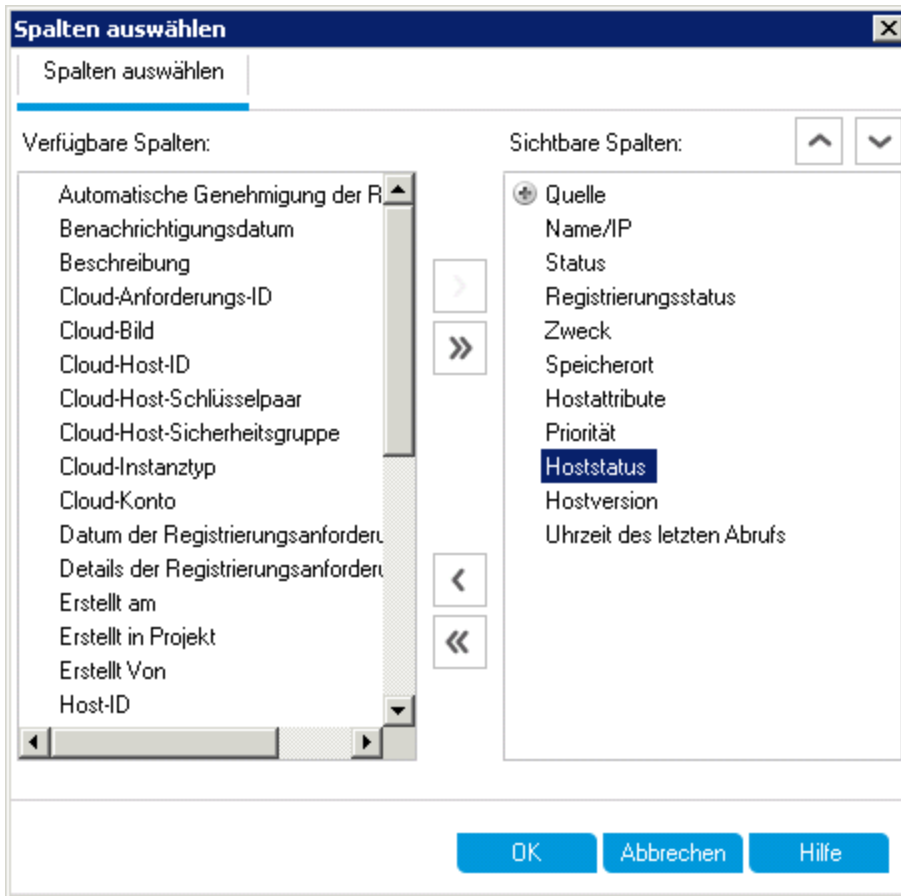 Spalten auswählen
Spalten auswählen
Verfügbare Spalten:
Automatische Genehmigung der R
Benachrichtigungsdatum
Beschreibung
Cloud-Anforderungs-ID
Cloud-Bild
Cloud-Host-ID
Cloud-Host-Schlüsselpaar
Cloud-Host-Sicherheitsgruppe
Cloud-Instanztyp
Cloud-Konto
Datum der Registrierungsanforderu
Details der Registrierungsanforderu
Erstellt am
Erstellt in Projekt
Erstellt Von
Host-ID
Sichtbare Spalten:
Quelle
Name/IP
Status
Registrierungsstatus
Zweck
Speicherort
Hostattribute
Priorität
Hoststatus
Hostversion
Uhrzeit des letzten Abrufs
OK
Abbrechen
Hilfe